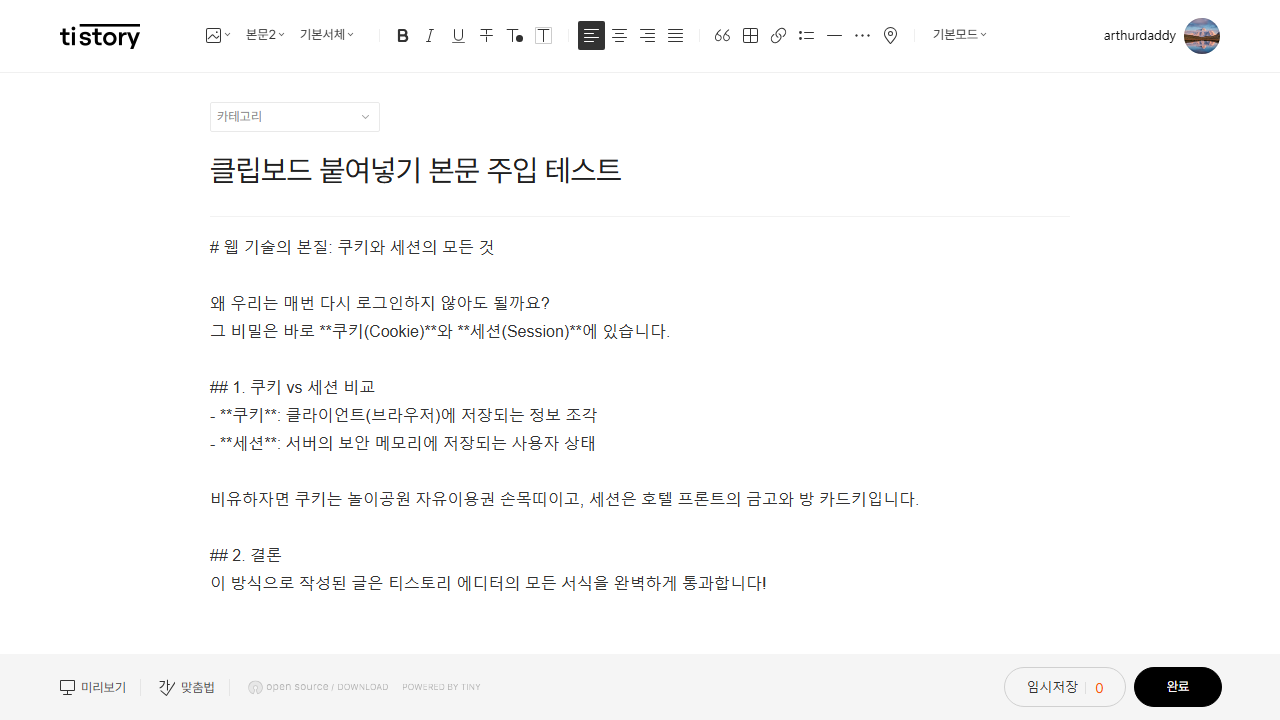 tistory
본문2
기본서체
B I U T T T
기본모드
arthurdaddy
카테고리
클립보드 붙여넣기 본문 주입 테스트
# 웹 기술의 본질: 쿠키와 세션의 모든 것
왜 우리는 매번 다시 로그인하지 않아도 될까요?
그 비밀은 바로 **쿠키(Cookie)**와 **세션(Session)**에 있습니다.
## 1. 쿠키 vs 세션 비교
- **쿠키**: 클라이언트(브라우저)에 저장되는 정보 조각
- **세션**: 서버의 보안 메모리에 저장되는 사용자 상태
비유하자면 쿠키는 놀이공원 자유이용권 손목띠이고, 세션은 호텔 프론트의 금고와 방 카드키입니다.
## 2. 결론
이 방식으로 작성된 글은 티스토리 에디터의 모든 서식을 완벽하게 통과합니다!
미리보기
가 맞춤법
open source / DOWNLOAD
POWERED BY TINY
임시저장 0
완료